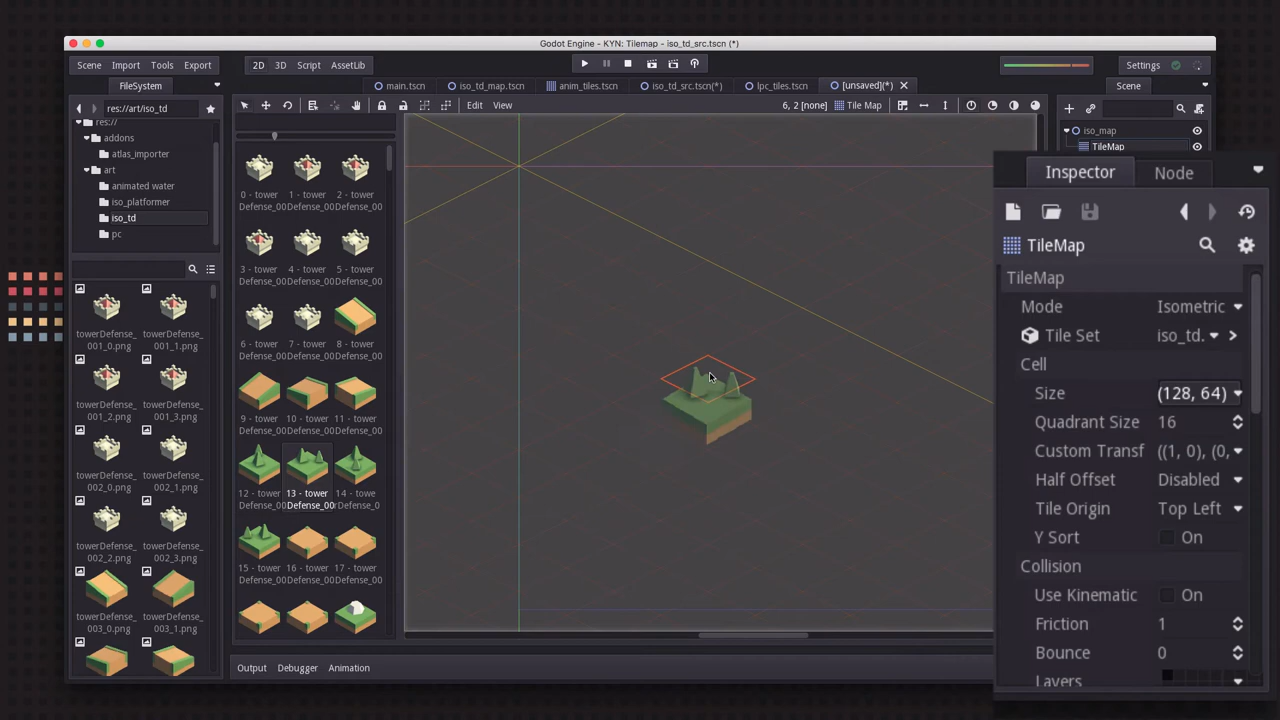 Godot Engine - KYN: Tilemap - iso_td_src.tscn (*)
Scene Import Tools Export
2D 3D Script AssetLib
Settings
FileSystem
main.tscn iso_td_map.tscn anim_tiles.tscn iso_td_src.tscn(*) lpc_tiles.tscn [unsaved](*)
Scene
res://art/iso_td
Edit View
6, 2 [none] Tile Map
res://
addons
atlas_importer
art
animated water
iso_platformer
iso_td
pc
iso_map
TileMap
0 - tower
Defense_00
1 - tower
Defense_00
2 - tower
Defense_00
3 - tower
Defense_00
4 - tower
Defense_00
5 - tower
Defense_00
6 - tower
Defense_00
7 - tower
Defense_00
8 - tower
Defense_00
9 - tower
Defense_00
10 - tower
Defense_00
11 - tower
Defense_00
12 - tower
Defense_00
13 - tower
Defense_00
14 - towe
Defense_0
15 - tower
Defense_00
16 - tower
Defense_00
17 - tower
Defense_00
towerDefense_
001_0.png
towerDefense_
001_1.png
towerDefense_
001_2.png
towerDefense_
001_3.png
towerDefense_
002_0.png
towerDefense_
002_1.png
towerDefense_
002_2.png
towerDefense_
002_3.png
towerDefense_
003_0.png
towerDefense_
003_1.png
Output Debugger Animation
Inspector Node
TileMap
TileMap
Mode Isometric
Tile Set iso_td.
Cell
Size (128, 64)
Quadrant Size 16
Custom Transf ((1, 0), (0,
Half Offset Disabled
Tile Origin Top Left
Y Sort On
Collision
Use Kinematic On
Friction 1
Bounce 0
Layers